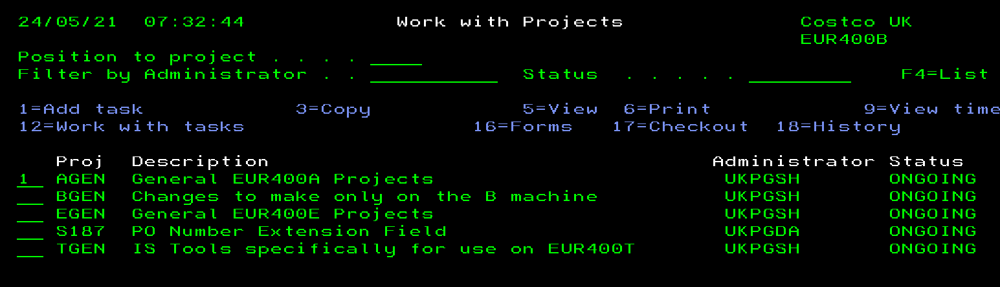 24/05/21 07:32:44 Work with Projects Costco UK
EUR400B
Position to project . . . .
Filter by Administrator . . Status . . . . . F4=List
1=Add task 3=Copy 5=View 6=Print 9=View time
12=Work with tasks 16=Forms 17=Checkout 18=History
Proj Description Administrator Status
1 AGEN General EUR400A Projects UKPGSH ONGOING
BGEN Changes to make only on the B machine UKPGSH ONGOING
EGEN General EUR400E Projects UKPGSH ONGOING
S187 PO Number Extension Field UKPGDA ONGOING
TGEN IS Tools specifically for use on EUR400T UKPGSH ONGOING